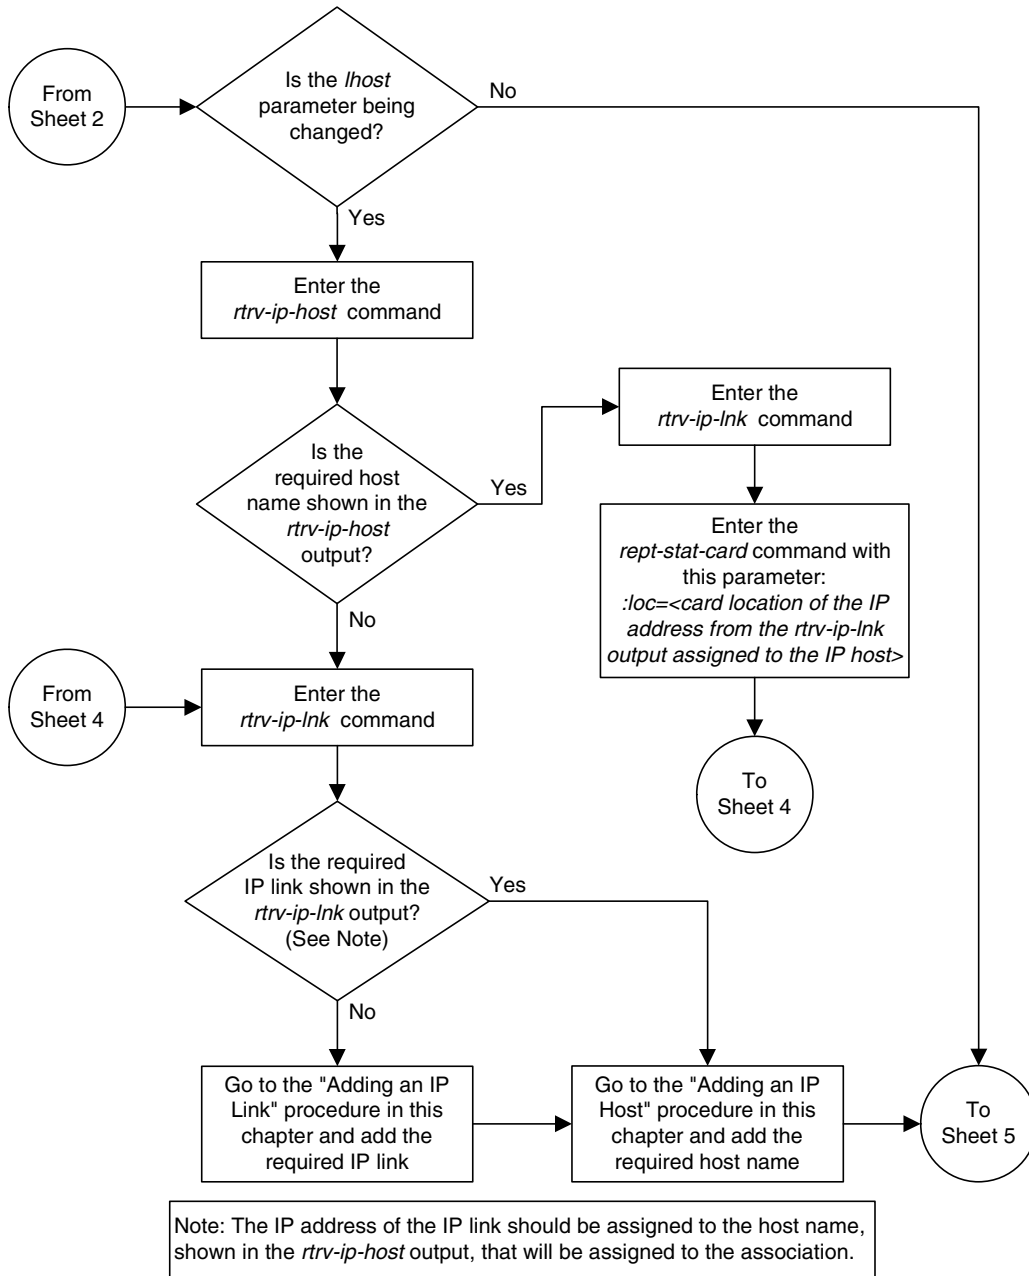 From
Sheet 2
Is the lhost
parameter being
changed?
No
Yes
Enter the
rtrv-ip-host command
Is the
required host
name shown in the
rtrv-ip-host
output?
Yes
Enter the
rtrv-ip-lnk command
Enter the
rept-stat-card command with
this parameter:
:loc=<card location of the IP
address from the rtrv-ip-lnk
output assigned to the IP host>
To
Sheet 4
No
From
Sheet 4
Enter the
rtrv-ip-lnk command
Is the required
IP link shown in the
rtrv-ip-lnk output?
(See Note)
Yes
No
Go to the "Adding an IP
Link" procedure in this
chapter and add the
required IP link
Go to the "Adding an IP
Host" procedure in this
chapter and add the
required host name
To
Sheet 5
Note: The IP address of the IP link should be assigned to the host name,
shown in the rtrv-ip-host output, that will be assigned to the association.